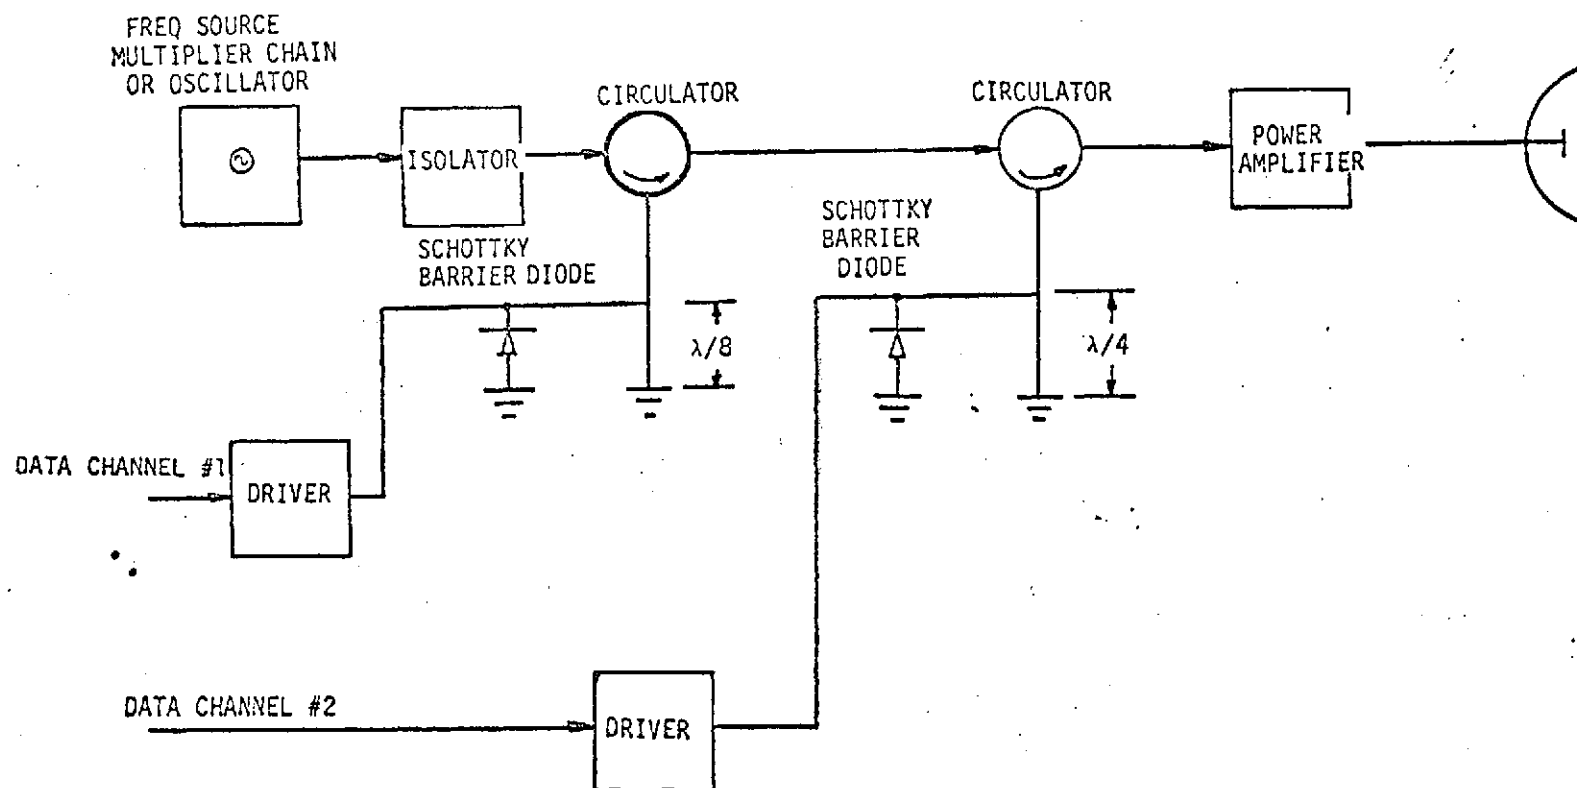 FREQ SOURCE
MULTIPLIER CHAIN
OR OSCILLATOR
CIRCULATOR
CIRCULATOR
ISOLATOR
POWER
AMPLIFIER
SCHOTTKY
BARRIER DIODE
SCHOTTKY
BARRIER
DIODE
λ/8
λ/4
DATA CHANNEL #1
DRIVER
DATA CHANNEL #2
DRIVER